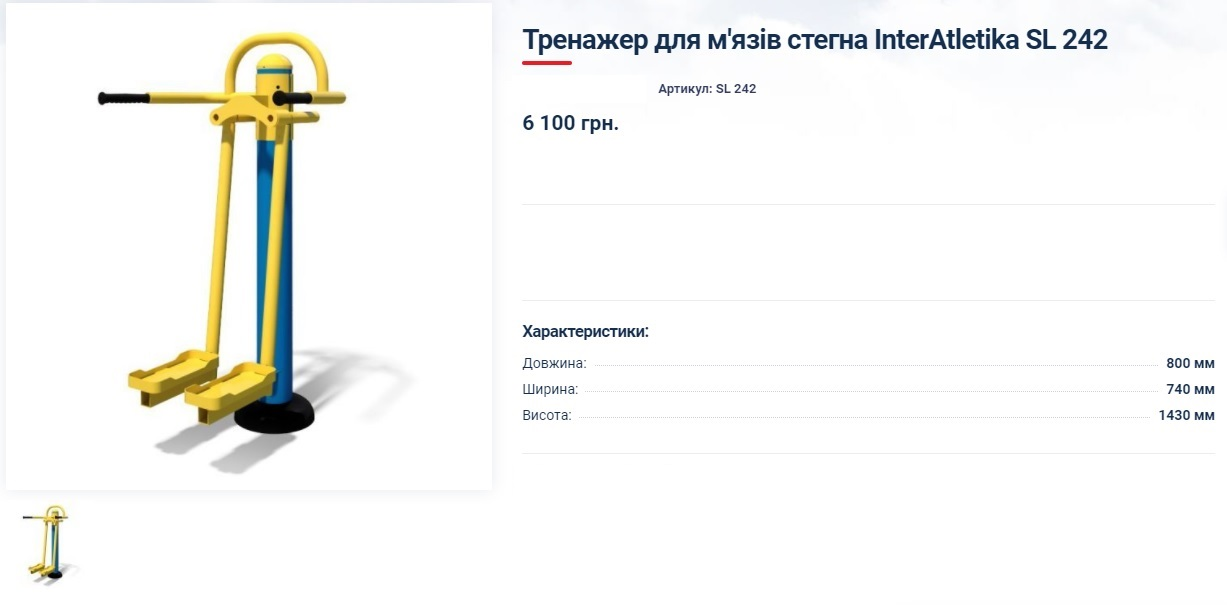 Тренажер для м'язів стегна InterAtletika SL 242
Артикул: SL 242
6 100 грн.
Характеристики:
Довжина: 800 мм
Ширина: 740 мм
Висота: 1430 мм